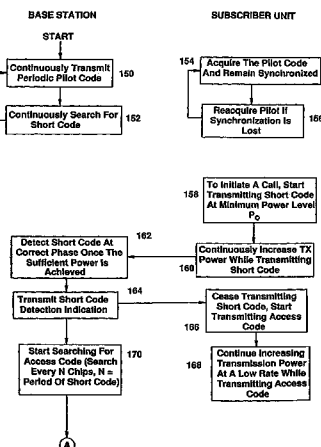 BASE STATION
SUBSCRIBER UNIT
START
Continuously Transmit
Periodic Pilot Code
150
Continuously Search For
Short Code
152
154
Acquire The Pilot Code
And Remain Synchronized
Reacquire Pilot If
Synchronization Is
Lost
156
158
To Initiate A Call, Start
Transmitting Short Code
At Minimum Power Level
Po
162
Detect Short Code At
Correct Phase Once The
Sufficient Power Is
Achieved
Continuously Increase TX
Power While Transmitting
Short Code
160
164
Transmit Short Code
Detection Indication
Cease Transmitting
Short Code, Start
Transmitting Access
Code
166
Start Searching For
Access Code (Search
Every N Chips, N =
Period Of Short Code)
170
168
Continue Increasing
Transmission Power
At A Low Rate While
Transmitting Access
Code
A